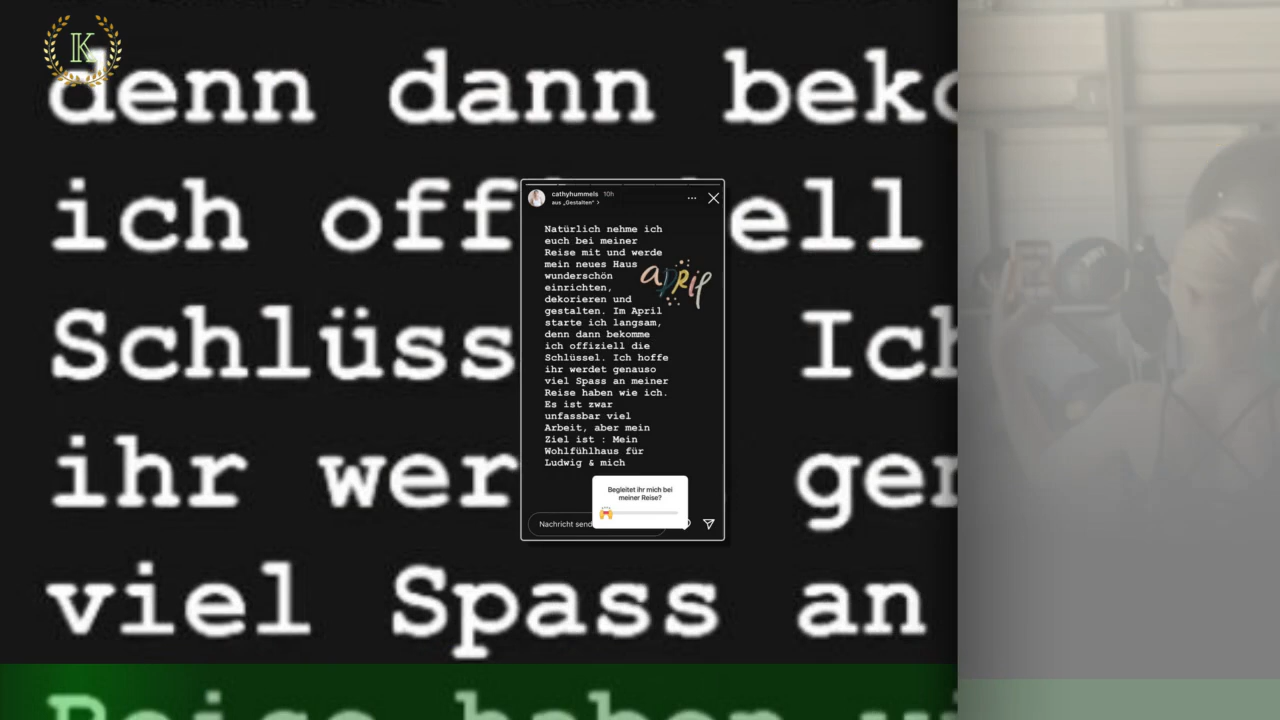 K
denn dann beko
ich off ell
Schlüss Ich
ihr wer ger
viel Spass an
Reise haben wi
cathyhummels 10h
aus „Gestalten“ >
Natürlich nehme ich
euch bei meiner
Reise mit und werde
mein neues Haus
wunderschön
einrichten,
dekorieren und
gestalten. Im April
starte ich langsam,
denn dann bekomme
ich offiziell die
Schlüssel. Ich hoffe
ihr werdet genauso
viel Spass an meiner
Reise haben wie ich.
Es ist zwar
unfassbar viel
Arbeit, aber mein
Ziel ist : Mein
Wohlfühlhaus für
Ludwig & mich
APRIL
Begleitet ihr mich bei
meiner Reise?
Nachricht send